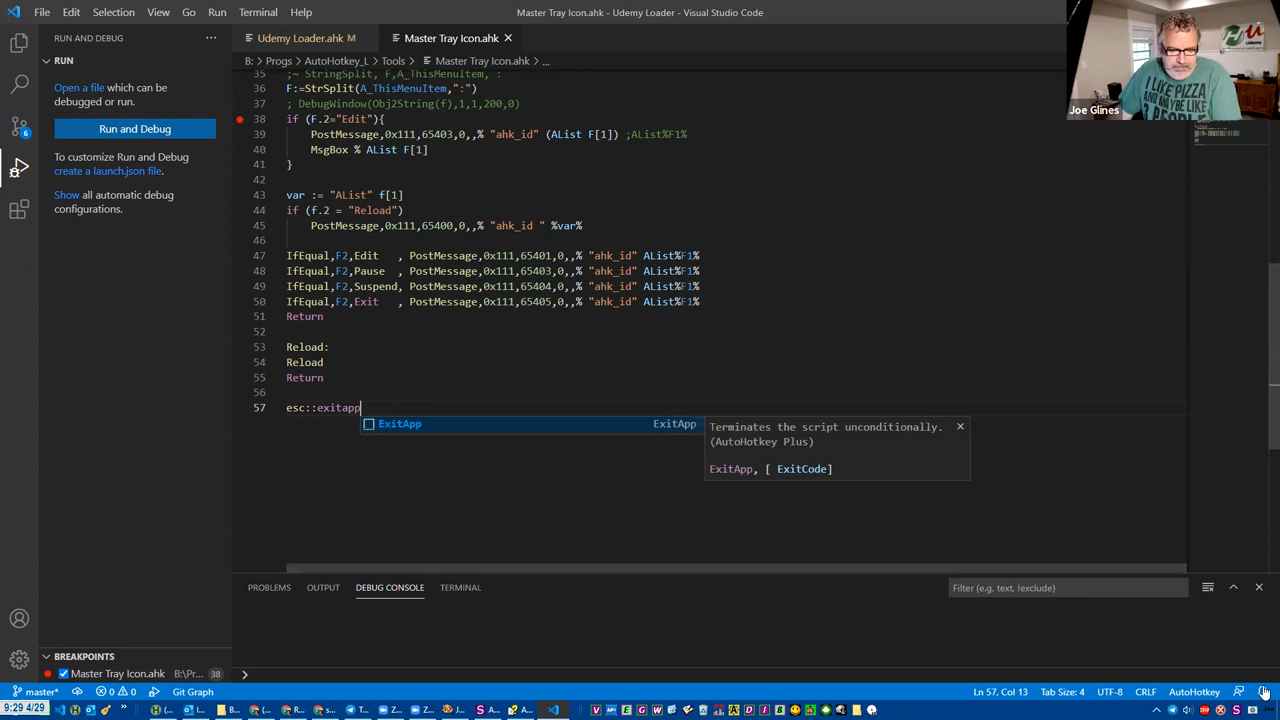 File Edit Selection View Go Run Terminal Help
Master Tray Icon.ahk - Udemy Loader - Visual Studio Code
RUN AND DEBUG ···
Udemy Loader.ahk M
Master Tray Icon.ahk
B: > Progs > AutoHotkey_L > Tools > Master Tray Icon.ahk > ...
RUN
Open a file which can be
debugged or run.
Run and Debug
To customize Run and Debug
create a launch.json file.
Show all automatic debug
configurations.
35 ;~ StringSplit, F,A_ThisMenuItem, :
36 F:=StrSplit(A_ThisMenuItem,":")
37 ; DebugWindow(Obj2String(f),1,1,200,0)
38 if (F.2="Edit"){
39 PostMessage,0x111,65403,0,,% "ahk_id" (AList F[1]) ;AList%F1%
40 MsgBox % AList F[1]
41 }
42
43 var := "AList" f[1]
44 if (f.2 = "Reload")
45 PostMessage,0x111,65400,0,,% "ahk_id " %var%
46
47 IfEqual,F2,Edit , PostMessage,0x111,65401,0,,% "ahk_id" AList%F1%
48 IfEqual,F2,Pause , PostMessage,0x111,65403,0,,% "ahk_id" AList%F1%
49 IfEqual,F2,Suspend, PostMessage,0x111,65404,0,,% "ahk_id" AList%F1%
50 IfEqual,F2,Exit , PostMessage,0x111,65405,0,,% "ahk_id" AList%F1%
51 Return
52
53 Reload:
54 Reload
55 Return
56
57 esc::exitapp
ExitApp ExitApp
Terminates the script unconditionally.
(AutoHotkey Plus)
ExitApp, [ ExitCode]
I LIKE PIZZA
AND MAYBE LIKE
3 PEOPLE
Udemy
Joe Glines
6
PROBLEMS OUTPUT DEBUG CONSOLE TERMINAL
Filter (e.g. text, !exclude)
BREAKPOINTS
Master Tray Icon.ahk B:\Pr... 38
master* 0 0 Git Graph
Ln 57, Col 13 Tab Size: 4 UTF-8 CRLF AutoHotkey
9:29 4/29